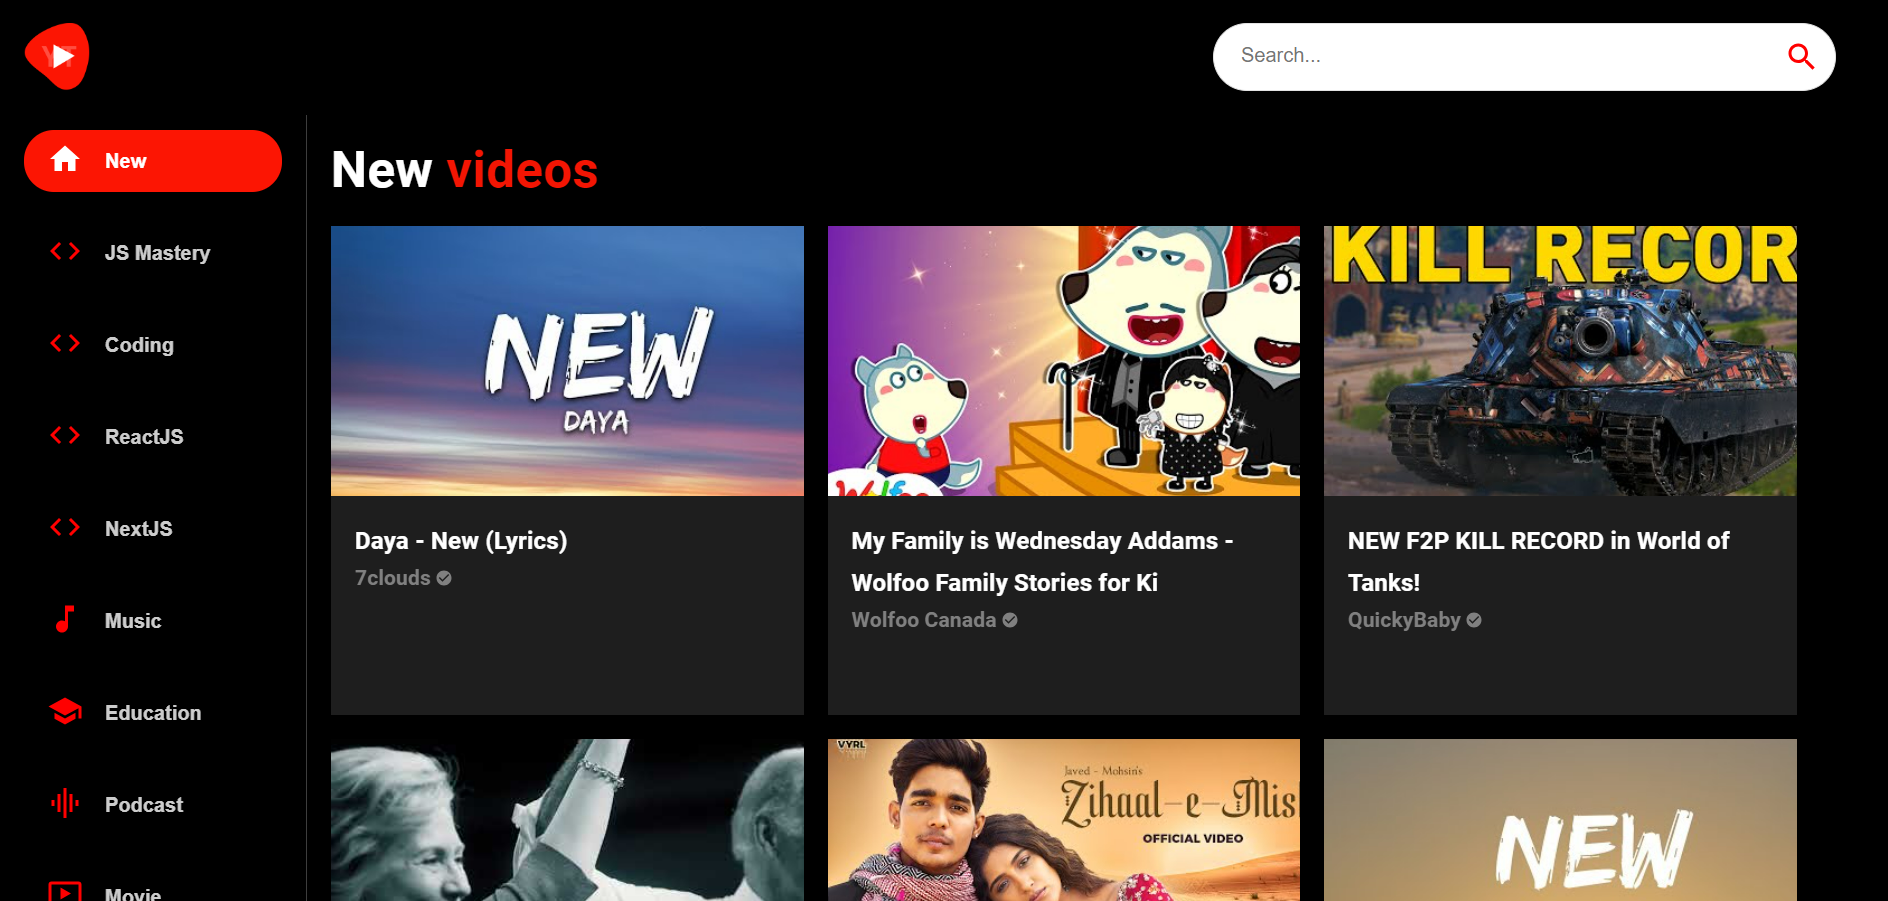 YT
Search...
New
JS Mastery
Coding
ReactJS
NextJS
Music
Education
Podcast
Movie
New videos
NEW
DAYA
Daya - New (Lyrics)
7clouds
Wolfoo
My Family is Wednesday Addams -
Wolfoo Family Stories for Ki
Wolfoo Canada
KILL RECOR
NEW F2P KILL RECORD in World of
Tanks!
QuickyBaby
VYRL
Javed - Mohsin's
Zihaal-e-Mis
OFFICIAL VIDEO
NEW